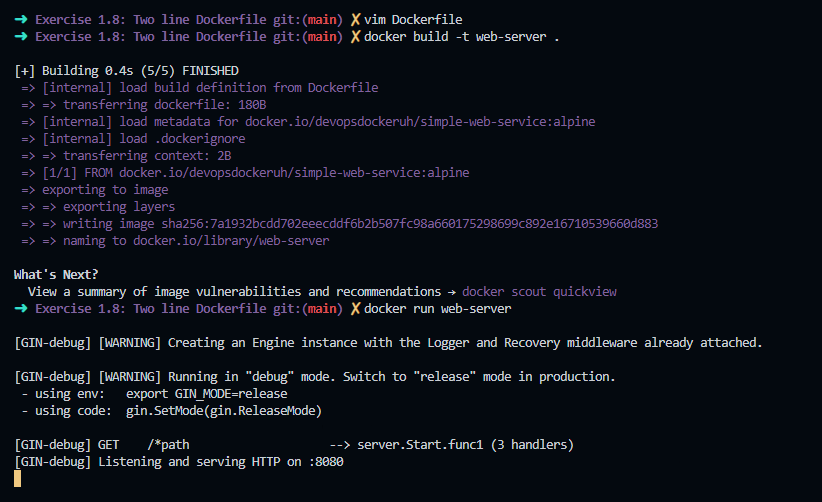 ➜ Exercise 1.8: Two line Dockerfile git:(main) ✗ vim Dockerfile
➜ Exercise 1.8: Two line Dockerfile git:(main) ✗ docker build -t web-server .
[+] Building 0.4s (5/5) FINISHED
=> [internal] load build definition from Dockerfile
=> => transferring dockerfile: 180B
=> [internal] load metadata for docker.io/devopsdockeruh/simple-web-service:alpine
=> [internal] load .dockerignore
=> => transferring context: 2B
=> [1/1] FROM docker.io/devopsdockeruh/simple-web-service:alpine
=> exporting to image
=> => exporting layers
=> => writing image sha256:7a1932bcdd702eeecddf6b2b507fc98a660175298699c892e16710539660d883
=> => naming to docker.io/library/web-server
What's Next?
View a summary of image vulnerabilities and recommendations → docker scout quickview
➜ Exercise 1.8: Two line Dockerfile git:(main) ✗ docker run web-server
[GIN-debug] [WARNING] Creating an Engine instance with the Logger and Recovery middleware already attached.
[GIN-debug] [WARNING] Running in "debug" mode. Switch to "release" mode in production.
- using env: export GIN_MODE=release
- using code: gin.SetMode(gin.ReleaseMode)
[GIN-debug] GET /*path --> server.Start.func1 (3 handlers)
[GIN-debug] Listening and serving HTTP on :8080